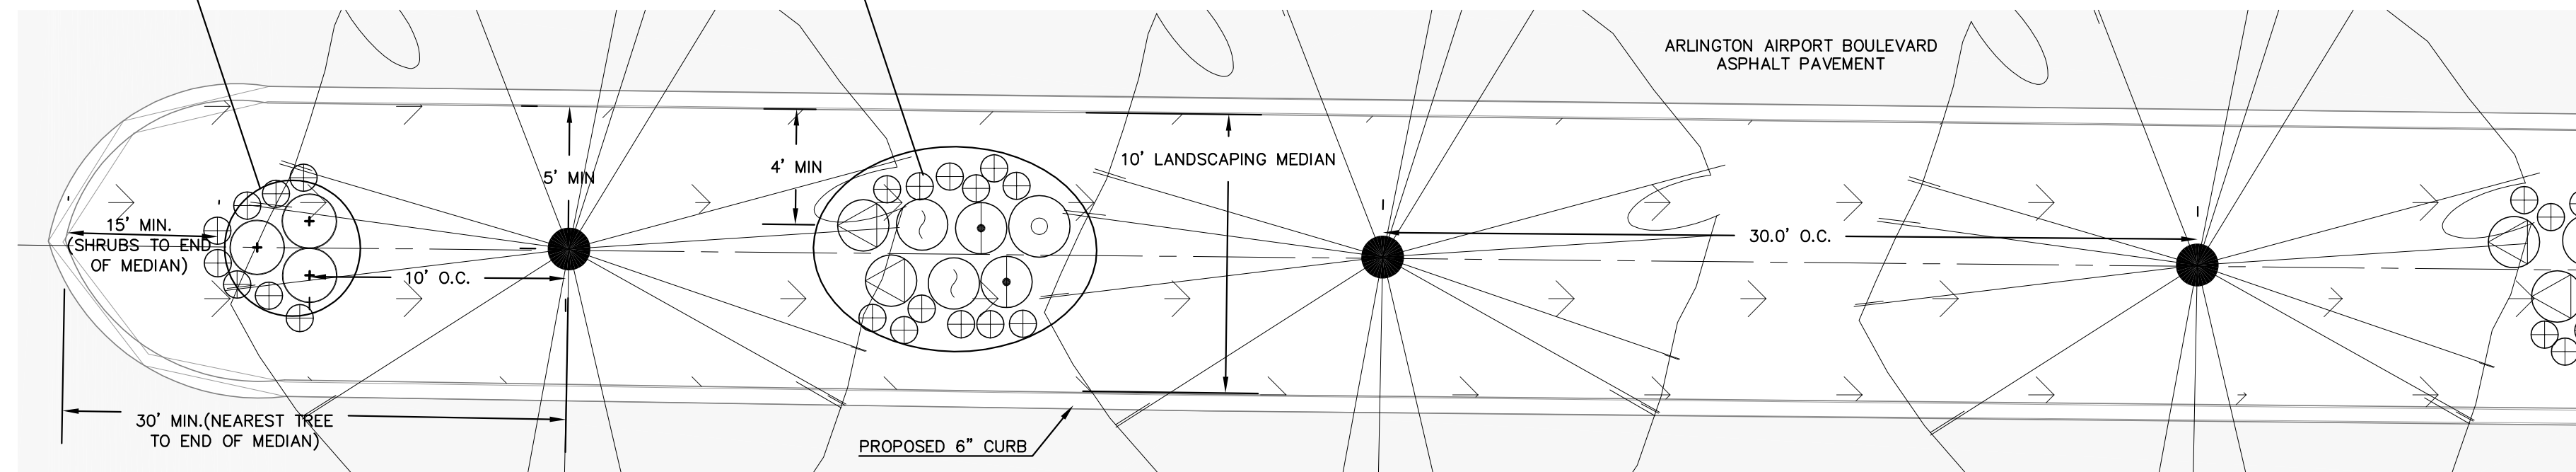 ARLINGTON AIRPORT BOULEVARD
ASPHALT PAVEMENT
5' MIN
4' MIN
10' LANDSCAPING MEDIAN
15' MIN.
(SHRUBS TO END
OF MEDIAN)
10' O.C.
30.0' O.C.
30' MIN.(NEAREST TREE
TO END OF MEDIAN)
PROPOSED 6" CURB